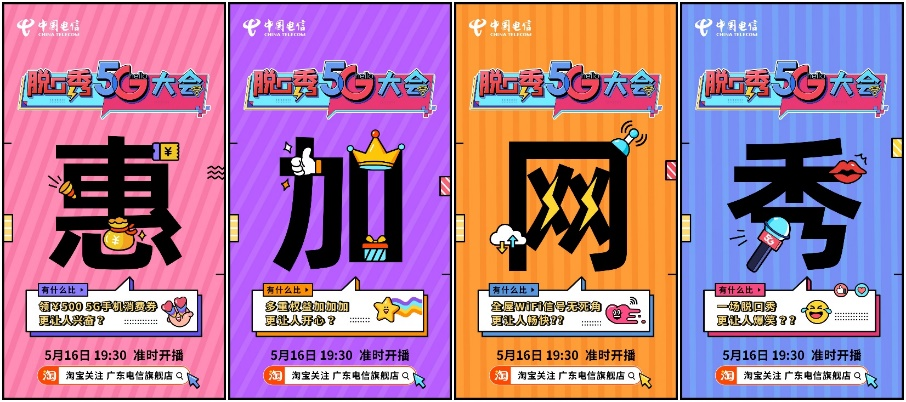 中国电信
CHINA TELECOM
脱口秀5G大会
惠
有什么比
领¥500 5G手机消费券
更让人兴奋？
5月16日 19:30 准时开播
淘 淘宝关注 广东电信旗舰店
中国电信
CHINA TELECOM
脱口秀5G大会
加
有什么比
多重权益加加加
更让人开心？
5月16日 19:30 准时开播
淘 淘宝关注 广东电信旗舰店
中国电信
CHINA TELECOM
脱口秀5G大会
网
有什么比
全屋WiFi信号无死角
更让人畅快??
5月16日 19:30 准时开播
淘 淘宝关注 广东电信旗舰店
中国电信
CHINA TELECOM
脱口秀5G大会
秀
5G
有什么比
一场脱口秀
更让人爆笑？?
5月16日 19:30 准时开播
淘 淘宝关注 广东电信旗舰店